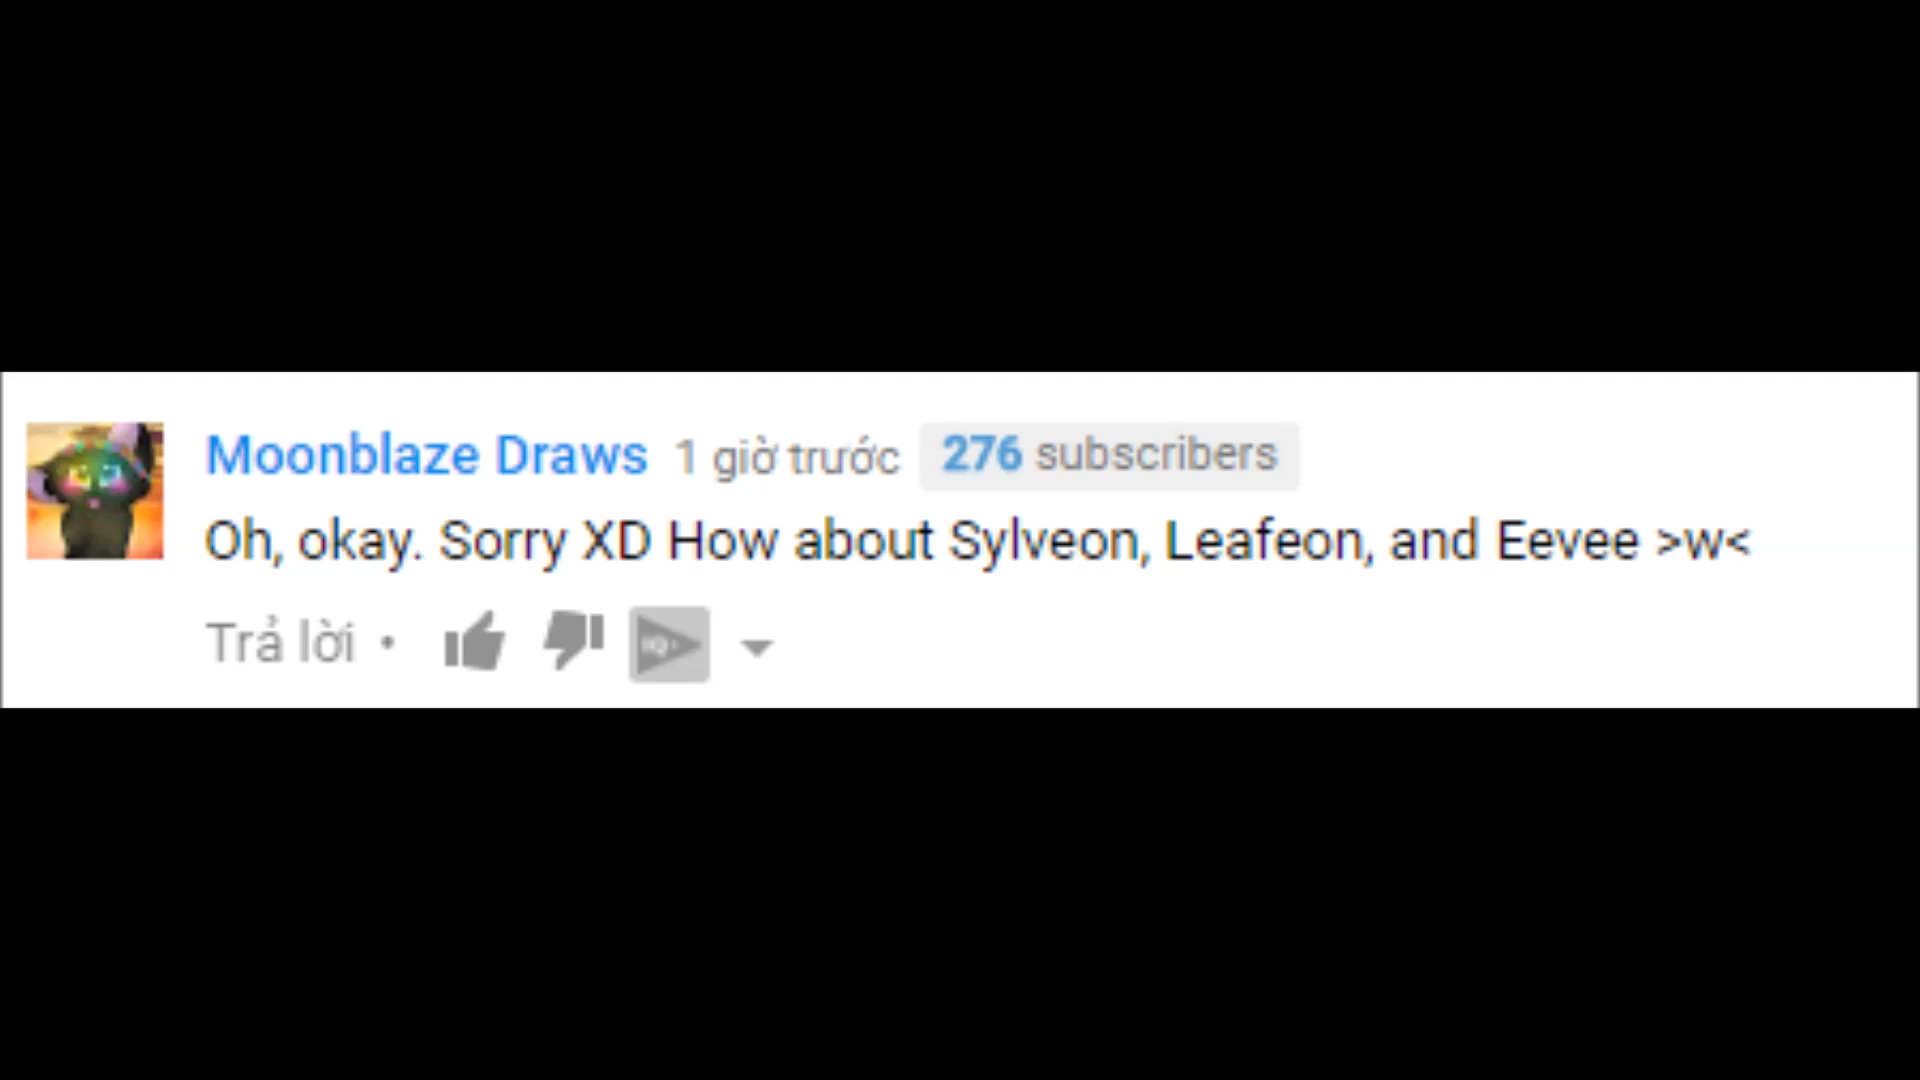 Moonblaze Draws 1 giờ trước 276 subscribers
Oh, okay. Sorry XD How about Sylveon, Leafeon, and Eevee >w<
Trả lời •